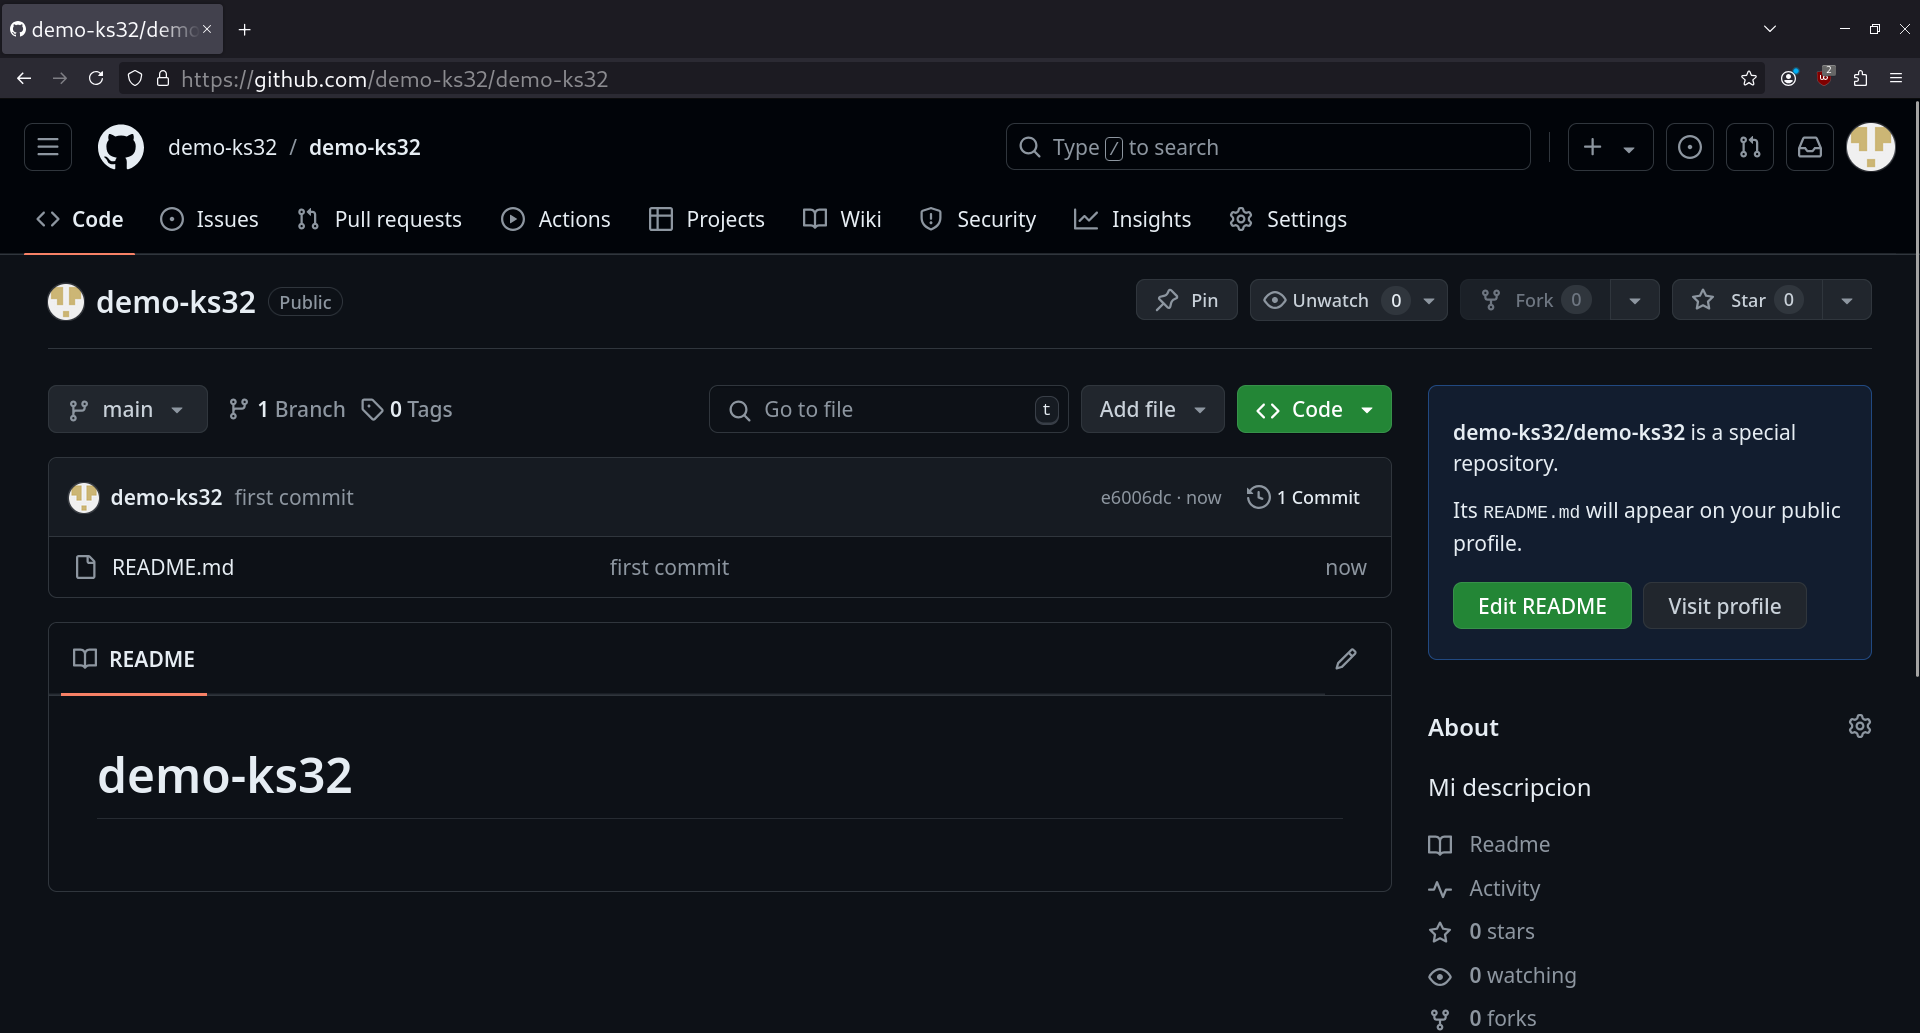 demo-ks32/demo
https://github.com/demo-ks32/demo-ks32
2
demo-ks32 / demo-ks32
Type / to search
Code Issues Pull requests Actions Projects Wiki Security Insights Settings
demo-ks32 Public
Pin Unwatch 0 Fork 0 Star 0
main 1 Branch 0 Tags Go to file t Add file Code
demo-ks32 first commit e6006dc · now 1 Commit
README.md first commit now
README
demo-ks32
demo-ks32/demo-ks32 is a special
repository.
Its README.md will appear on your public
profile.
Edit README Visit profile
About
Mi descripcion
Readme
Activity
0 stars
0 watching
0 forks